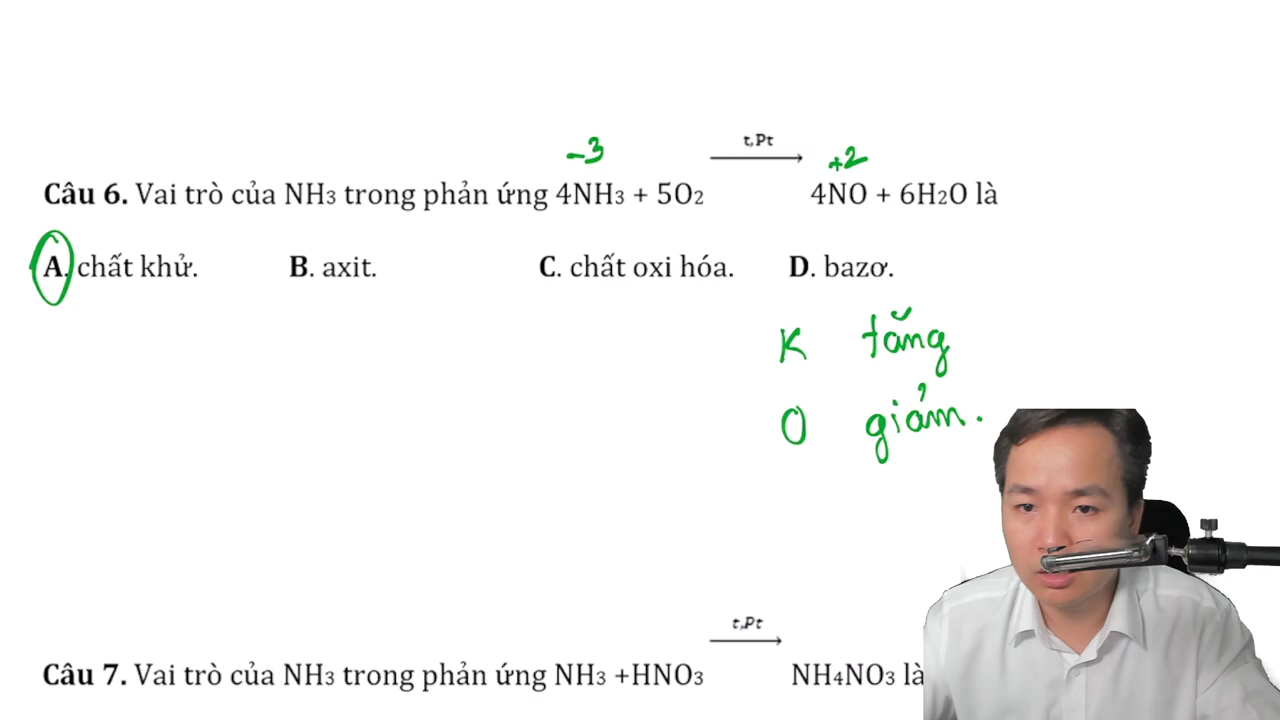 -3
t,Pt
+2
Câu 6. Vai trò của NH₃ trong phản ứng 4NH₃ + 5O₂ ⟶ 4NO + 6H₂O là
A. chất khử. B. axit. C. chất oxi hóa. D. bazơ.
K tăng
O giảm.
t,Pt
Câu 7. Vai trò của NH₃ trong phản ứng NH₃ +HNO₃ ⟶ NH₄NO₃ là